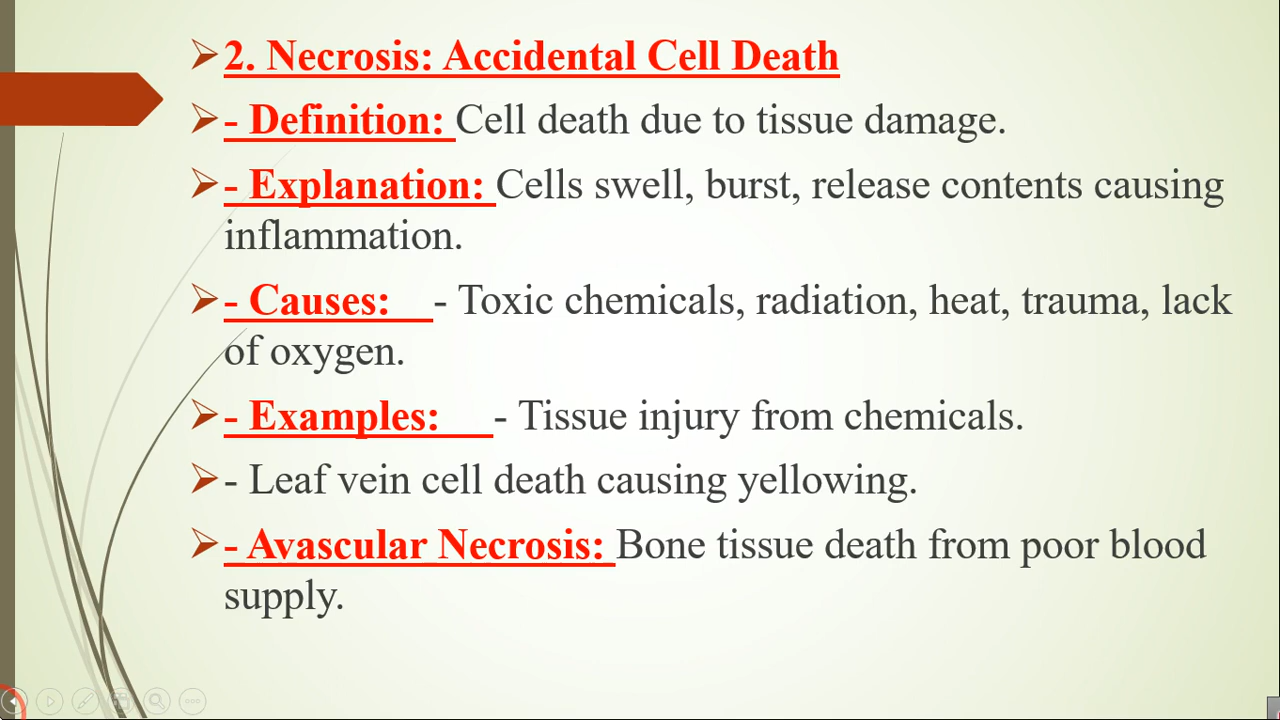 2. Necrosis: Accidental Cell Death
- Definition: Cell death due to tissue damage.
- Explanation: Cells swell, burst, release contents causing
inflammation.
- Causes: - Toxic chemicals, radiation, heat, trauma, lack
of oxygen.
- Examples: - Tissue injury from chemicals.
- Leaf vein cell death causing yellowing.
- Avascular Necrosis: Bone tissue death from poor blood
supply.